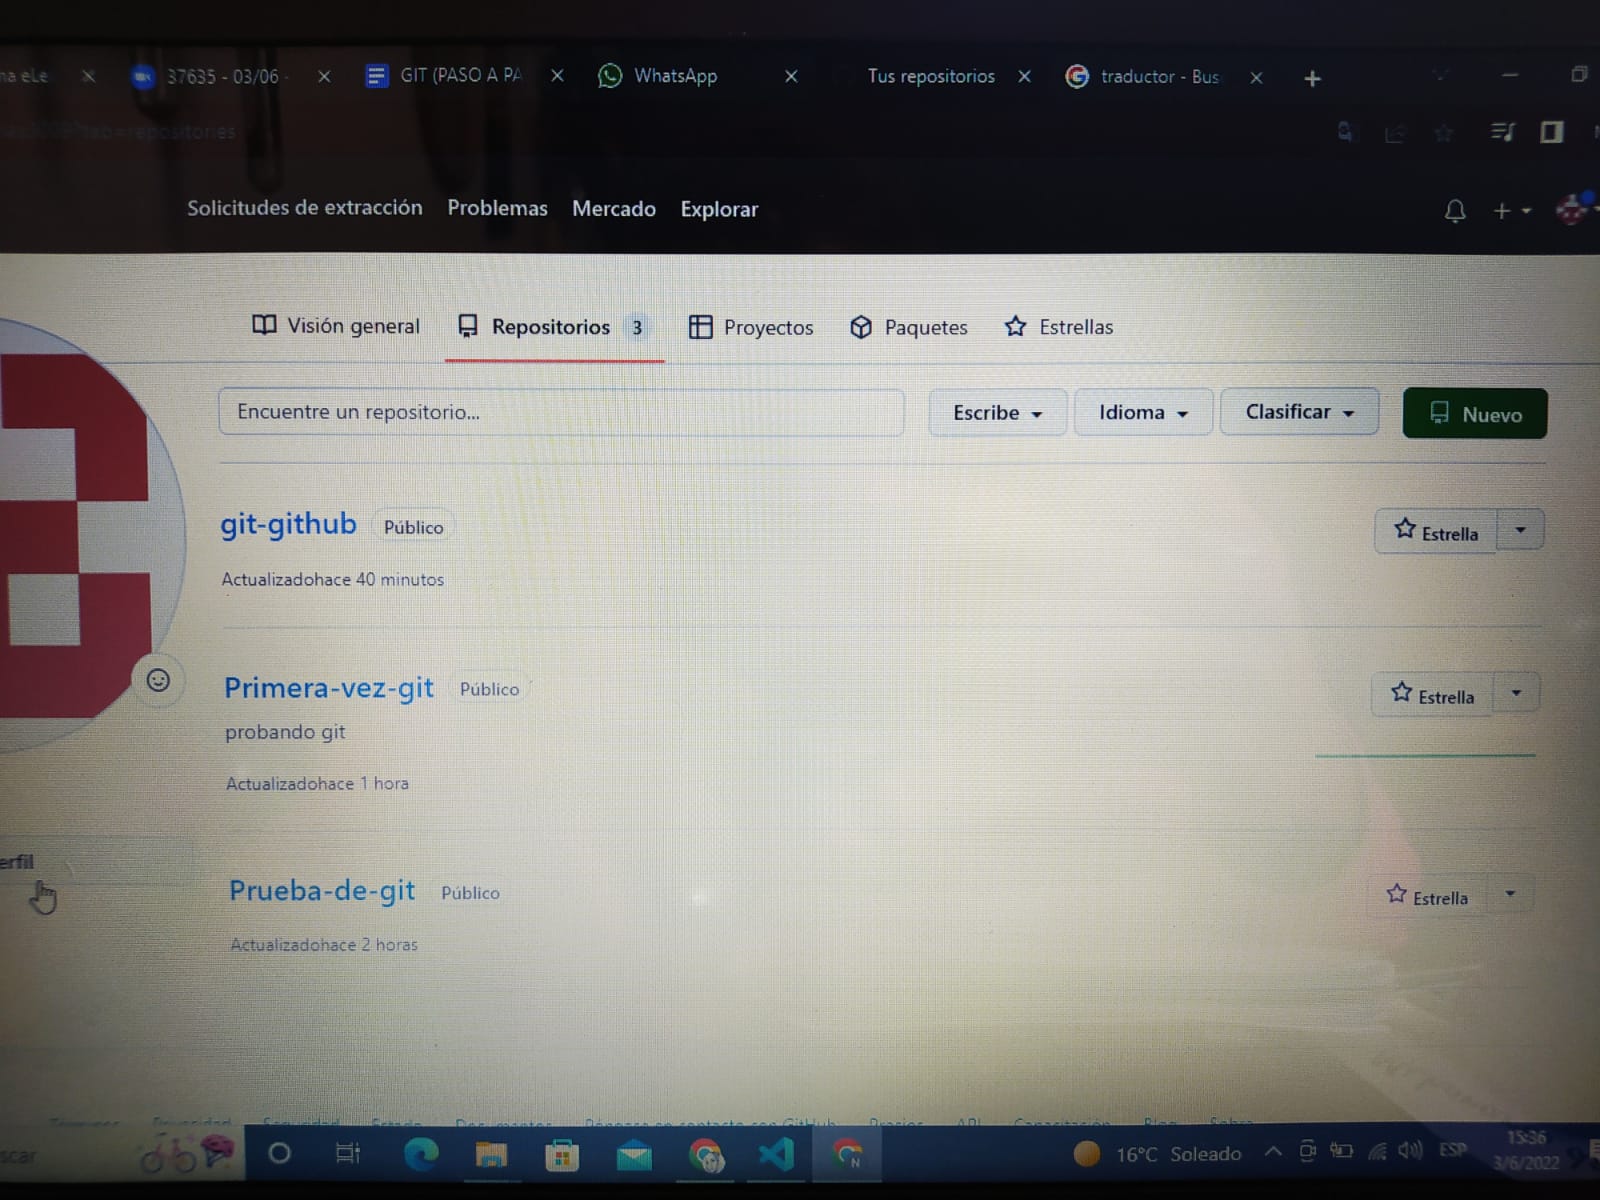 na eLe
37635 - 03/06
GIT (PASO A PA
WhatsApp
Tus repositorios
traductor - Bus
?tab=repositories
Solicitudes de extracción
Problemas
Mercado
Explorar
Visión general
Repositorios 3
Proyectos
Paquetes
Estrellas
Encuentre un repositorio...
Escribe
Idioma
Clasificar
Nuevo
git-github Público
Estrella
Actualizadohace 40 minutos
Primera-vez-git Público
Estrella
probando git
Actualizadohace 1 hora
erfil
Prueba-de-git Público
Estrella
Actualizadohace 2 horas
scar
N
16°C Soleado
ESP
15:36
3/6/2022